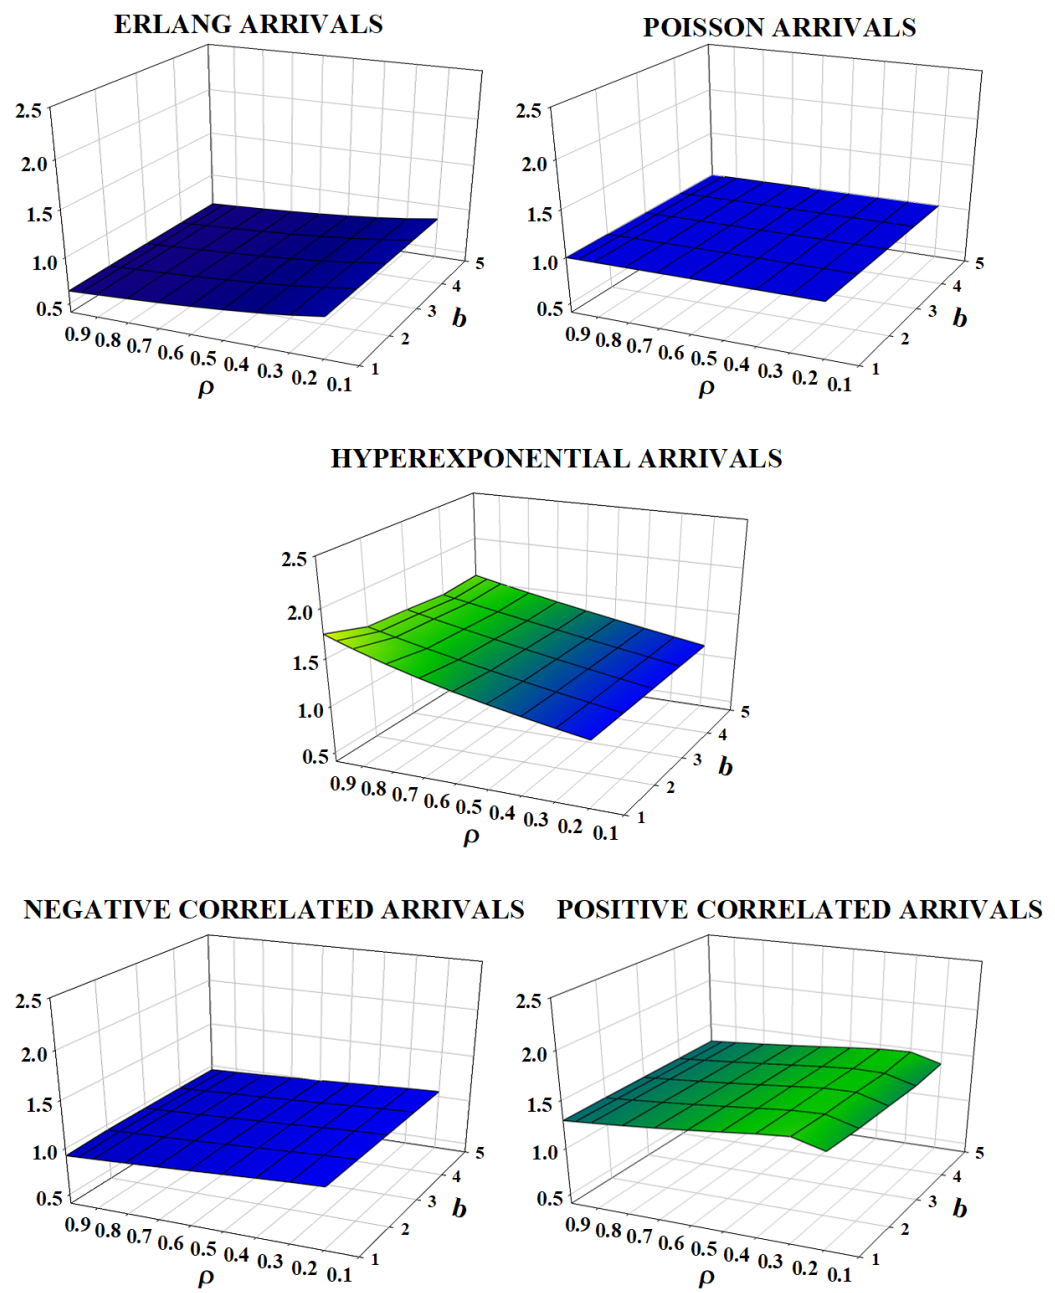 ERLANG ARRIVALS
2.5
2.0
1.5
1.0
0.5
0.9 0.8 0.7 0.6 0.5 0.4 0.3 0.2 0.1
ρ
1 2 3 4 5
b
POISSON ARRIVALS
2.5
2.0
1.5
1.0
0.5
0.9 0.8 0.7 0.6 0.5 0.4 0.3 0.2 0.1
ρ
1 2 3 4 5
b
HYPEREXPONENTIAL ARRIVALS
2.5
2.0
1.5
1.0
0.5
0.9 0.8 0.7 0.6 0.5 0.4 0.3 0.2 0.1
ρ
1 2 3 4 5
b
NEGATIVE CORRELATED ARRIVALS
2.5
2.0
1.5
1.0
0.5
0.9 0.8 0.7 0.6 0.5 0.4 0.3 0.2 0.1
ρ
1 2 3 4 5
b
POSITIVE CORRELATED ARRIVALS
2.5
2.0
1.5
1.0
0.5
0.9 0.8 0.7 0.6 0.5 0.4 0.3 0.2 0.1
ρ
1 2 3 4 5
b